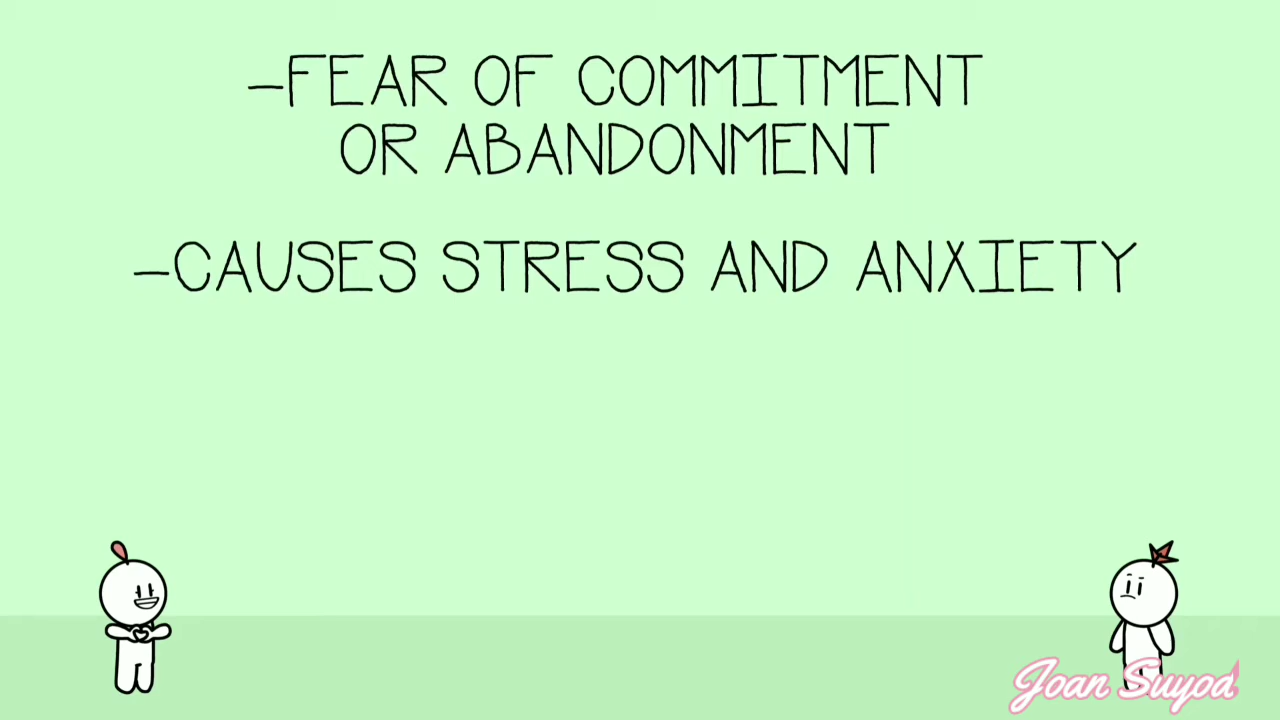 -FEAR OF COMMITMENT
OR ABANDONMENT
-CAUSES STRESS AND ANXIETY
Joan Suyod